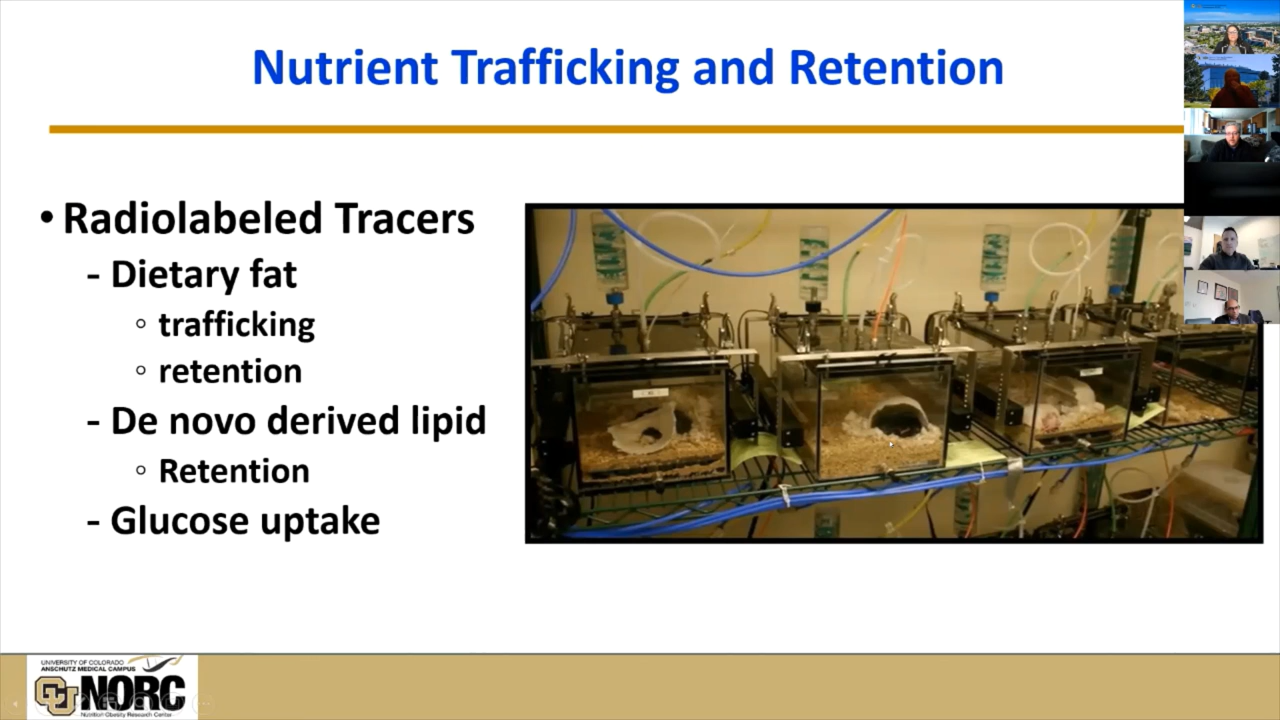 Nutrient Trafficking and Retention
• Radiolabeled Tracers
- Dietary fat
◦ trafficking
◦ retention
- De novo derived lipid
◦ Retention
- Glucose uptake
UNIVERSITY OF COLORADO
ANSCHUTZ MEDICAL CAMPUS
CU NORC
Nutrition Obesity Research Center